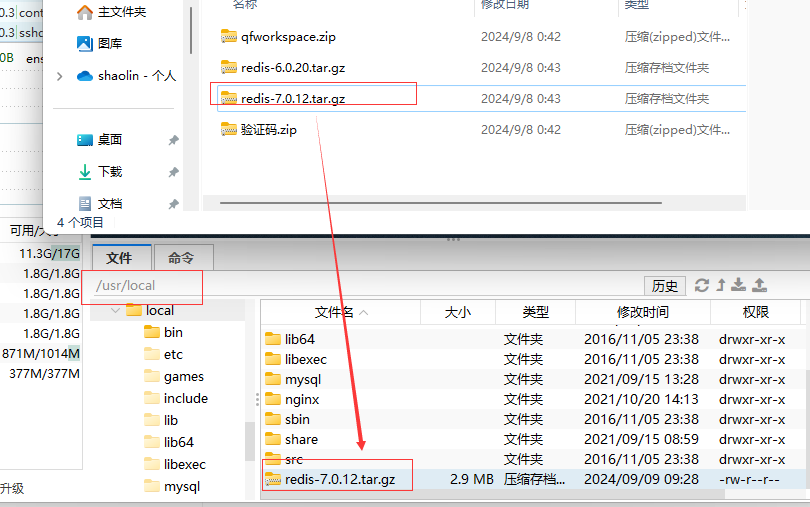 0.3 cont
0.3 sshd
0B ens
主文件夹
图库
shaolin - 个人
桌面
下载
文档
4 个项目
名称 修改日期 类型
qfworkspace.zip 2024/9/8 0:42 压缩(zipped)文件...
redis-6.0.20.tar.gz 2024/9/8 0:43 压缩存档文件夹
redis-7.0.12.tar.gz 2024/9/8 0:43 压缩存档文件夹
验证码.zip 2024/9/8 0:42 压缩(zipped)文件...
可用/大小
11.3G/17G
1.8G/1.8G
1.8G/1.8G
1.8G/1.8G
1.8G/1.8G
871M/1014M
377M/377M
升级
文件 命令
/usr/local 历史
local
bin
etc
games
include
lib
lib64
libexec
mysql
文件名 大小 类型 修改时间 权限
lib64 文件夹 2016/11/05 23:38 drwxr-xr-x
libexec 文件夹 2016/11/05 23:38 drwxr-xr-x
mysql 文件夹 2021/09/15 13:28 drwxr-xr-x
nginx 文件夹 2021/10/20 14:13 drwxr-xr-x
sbin 文件夹 2016/11/05 23:38 drwxr-xr-x
share 文件夹 2021/09/15 08:59 drwxr-xr-x
src 文件夹 2016/11/05 23:38 drwxr-xr-x
redis-7.0.12.tar.gz 2.9 MB 压缩存档... 2024/09/09 09:28 -rw-r--r--